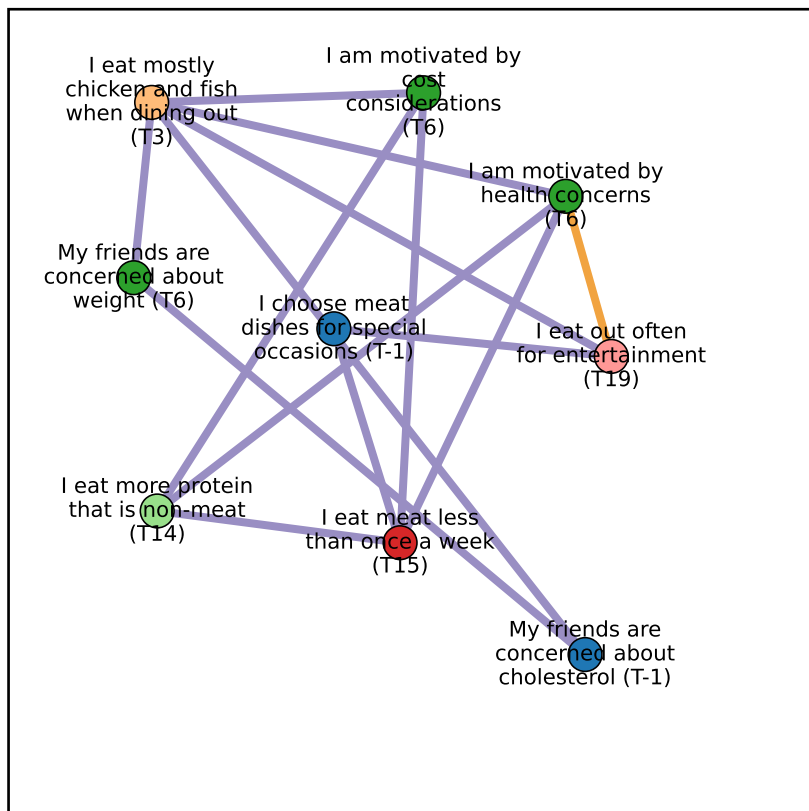 I eat mostly
chicken and fish
when dining out
(T3)
I am motivated by
cost
considerations
(T6)
I am motivated by
health concerns
(T6)
My friends are
concerned about
weight (T6)
I choose meat
dishes for special
occasions (T-1)
I eat out often
for entertainment
(T19)
I eat more protein
that is non-meat
(T14)
I eat meat less
than once a week
(T15)
My friends are
concerned about
cholesterol (T-1)